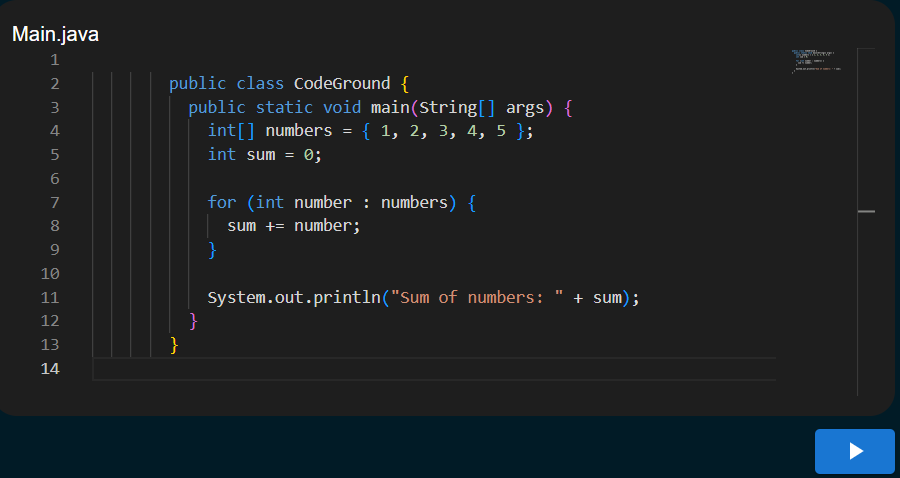 Main.java
1
2 public class CodeGround {
3 public static void main(String[] args) {
4 int[] numbers = { 1, 2, 3, 4, 5 };
5 int sum = 0;
6
7 for (int number : numbers) {
8 sum += number;
9 }
10
11 System.out.println("Sum of numbers: " + sum);
12 }
13 }
14